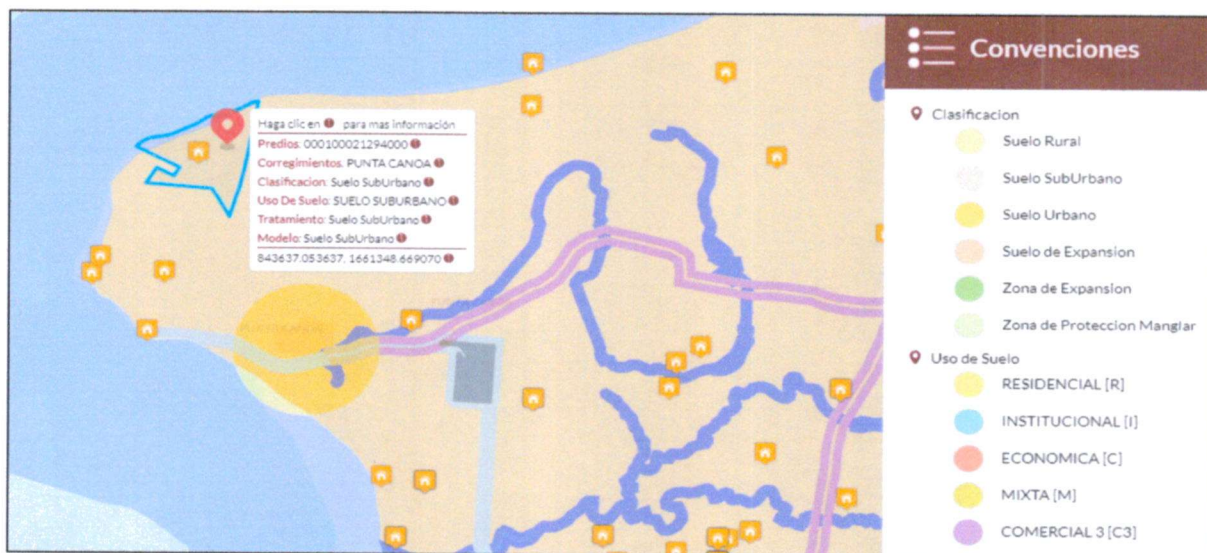 Haga clic en para mas información
Predios: 000100021294000
Corregimientos: PUNTA CANOA
Clasificacion: Suelo SubUrbano
Uso De Suelo: SUELO SUBURBANO
Tratamiento: Suelo SubUrbano
Modelo: Suelo SubUrbano
843637.053637, 1661348.669070
Convenciones
Clasificacion
Suelo Rural
Suelo SubUrbano
Suelo Urbano
Suelo de Expansion
Zona de Expansion
Zona de Proteccion Manglar
Uso de Suelo
RESIDENCIAL [R]
INSTITUCIONAL [I]
ECONOMICA [C]
MIXTA [M]
COMERCIAL 3 [C3]